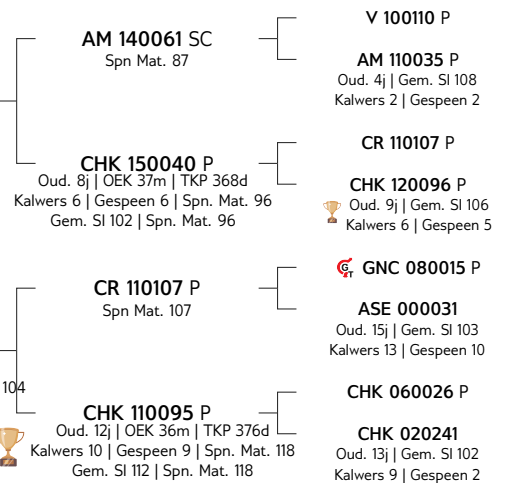 V 100110 P
AM 140061 SC
Spn Mat. 87
AM 110035 P
Oud. 4j | Gem. SI 108
Kalwers 2 | Gespeen 2
CR 110107 P
CHK 150040 P
Oud. 8j | OEK 37m | TKP 368d
Kalwers 6 | Gespeen 6 | Spn. Mat. 96
Gem. SI 102 | Spn. Mat. 96
CHK 120096 P
Oud. 9j | Gem. SI 106
Kalwers 6 | Gespeen 5
GT GNC 080015 P
CR 110107 P
Spn Mat. 107
ASE 000031
Oud. 15j | Gem. SI 103
Kalwers 13 | Gespeen 10
104
CHK 060026 P
CHK 110095 P
Oud. 12j | OEK 36m | TKP 376d
Kalwers 10 | Gespeen 9 | Spn. Mat. 118
Gem. SI 112 | Spn. Mat. 118
CHK 020241
Oud. 13j | Gem. SI 102
Kalwers 9 | Gespeen 2